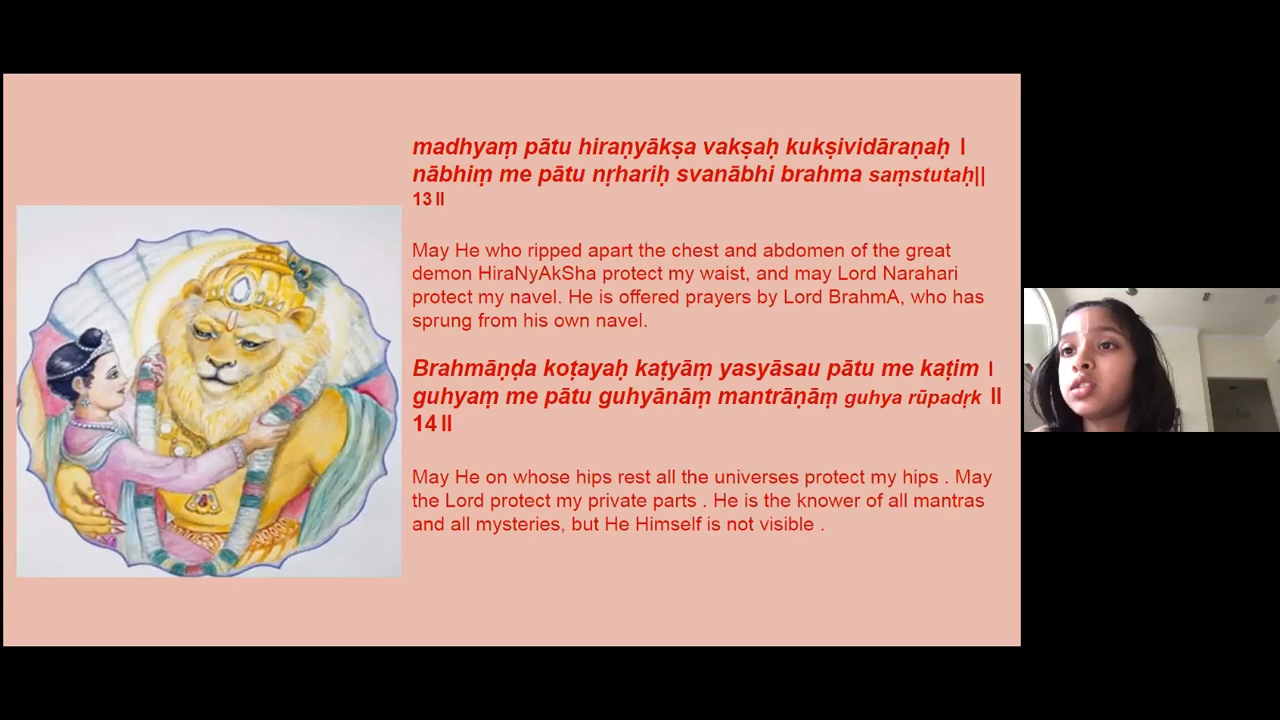 madhyaṃ pātu hiraṇyākṣa vakṣaḥ kukṣividāraṇaḥ ।
nābhiṃ me pātu nṛhariḥ svanābhi brahma saṃstutaḥ||
13॥
May He who ripped apart the chest and abdomen of the great
demon HiraNyAkSha protect my waist, and may Lord Narahari
protect my navel. He is offered prayers by Lord BrahmA, who has
sprung from his own navel.
Brahmāṇḍa koṭayaḥ kaṭyāṃ yasyāsau pātu me kaṭim ।
guhyaṃ me pātu guhyānāṃ mantrāṇāṃ guhya rūpadṛk ॥
14॥
May He on whose hips rest all the universes protect my hips . May
the Lord protect my private parts . He is the knower of all mantras
and all mysteries, but He Himself is not visible .